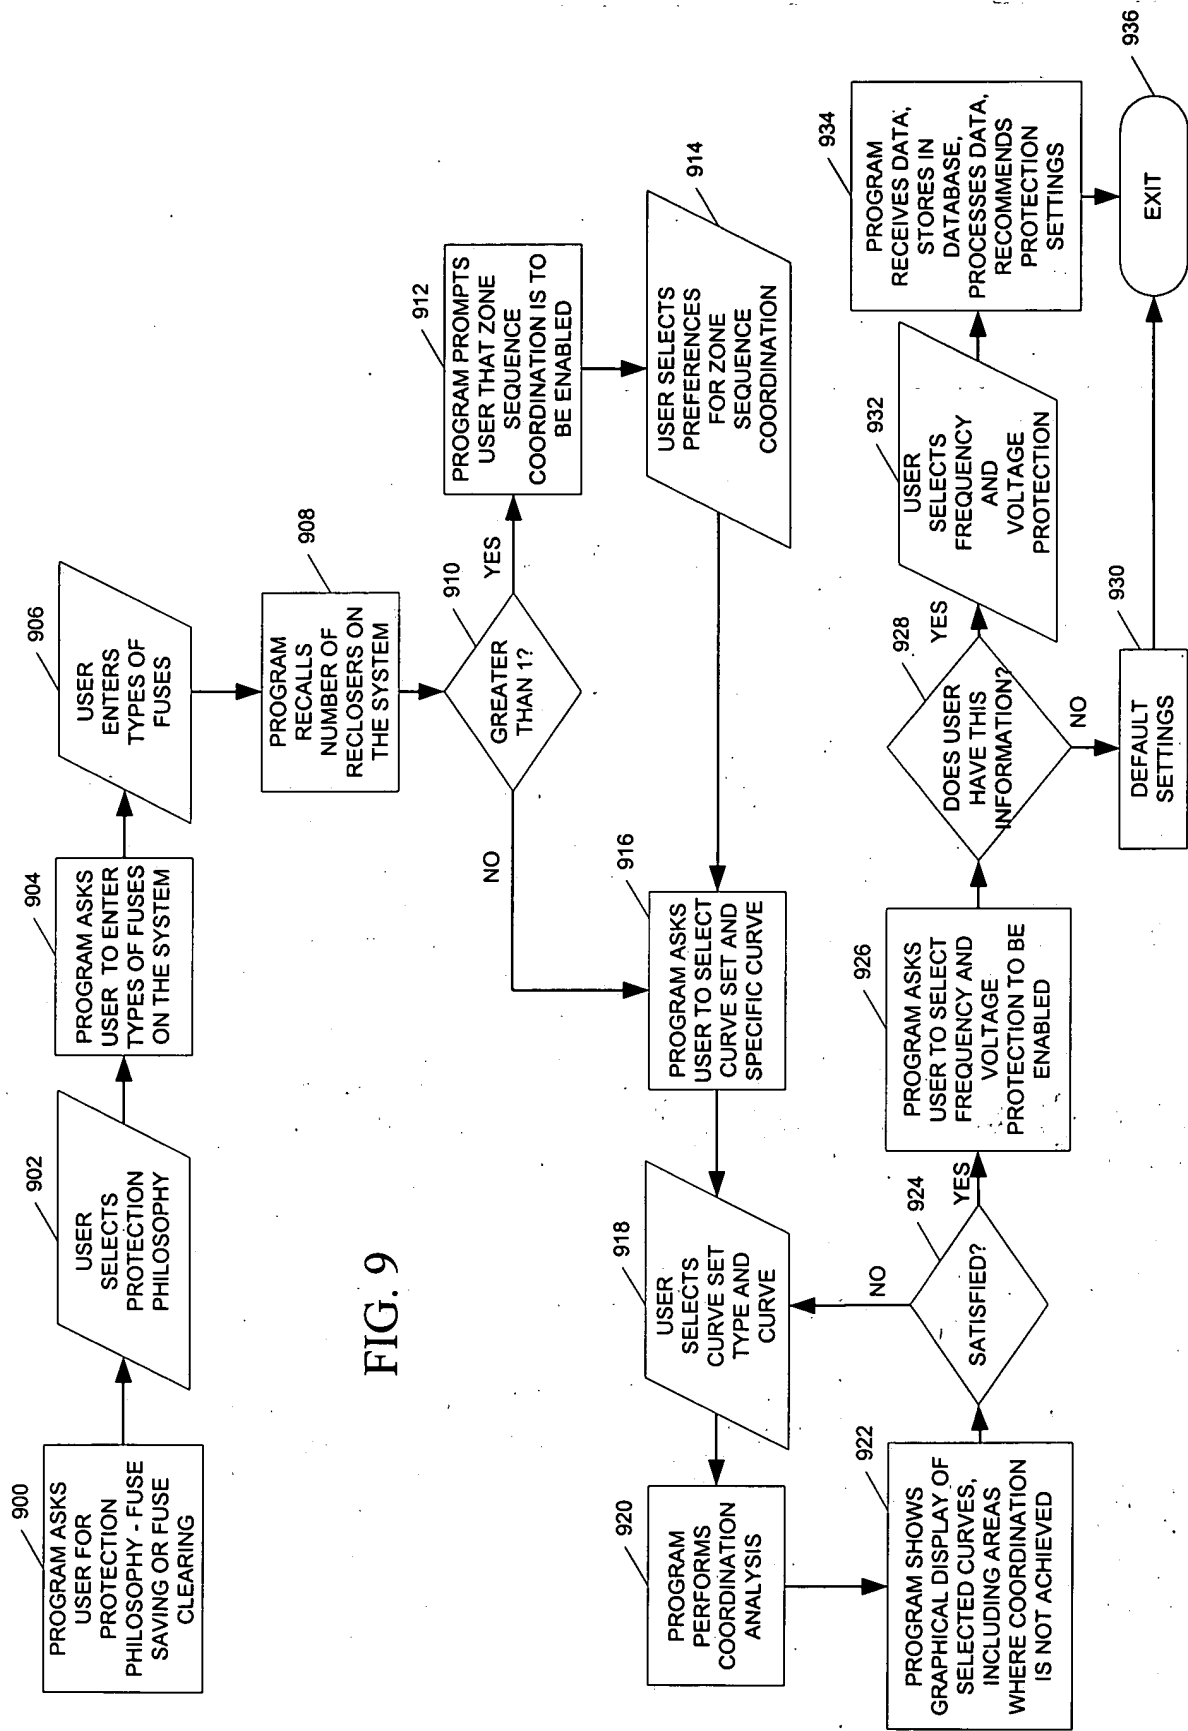 900
PROGRAM ASKS
USER FOR
PROTECTION
PHILOSOPHY - FUSE
SAVING OR FUSE
CLEARING
902
USER
SELECTS
PROTECTION
PHILOSOPHY
904
PROGRAM ASKS
USER TO ENTER
TYPES OF FUSES
ON THE SYSTEM
906
USER
ENTERS
TYPES OF
FUSES
908
PROGRAM
RECALLS
NUMBER OF
RECLOSERS ON
THE SYSTEM
910
GREATER
THAN 1?
YES
NO
912
PROGRAM PROMPTS
USER THAT ZONE
SEQUENCE
COORDINATION IS TO
BE ENABLED
914
USER SELECTS
PREFERENCES
FOR ZONE
SEQUENCE
COORDINATION
916
PROGRAM ASKS
USER TO SELECT
CURVE SET AND
SPECIFIC CURVE
918
USER
SELECTS
CURVE SET
TYPE AND
CURVE
920
PROGRAM
PERFORMS
COORDINATION
ANALYSIS
922
PROGRAM SHOWS
GRAPHICAL DISPLAY OF
SELECTED CURVES,
INCLUDING AREAS
WHERE COORDINATION
IS NOT ACHIEVED
924
SATISFIED?
NO
YES
926
PROGRAM ASKS
USER TO SELECT
FREQUENCY AND
VOLTAGE
PROTECTION TO BE
ENABLED
928
DOES USER
HAVE THIS
INFORMATION?
YES
NO
930
DEFAULT
SETTINGS
932
USER
SELECTS
FREQUENCY
AND
VOLTAGE
PROTECTION
934
PROGRAM
RECEIVES DATA,
STORES IN
DATABASE,
PROCESSES DATA,
RECOMMENDS
PROTECTION
SETTINGS
936
EXIT
FIG. 9